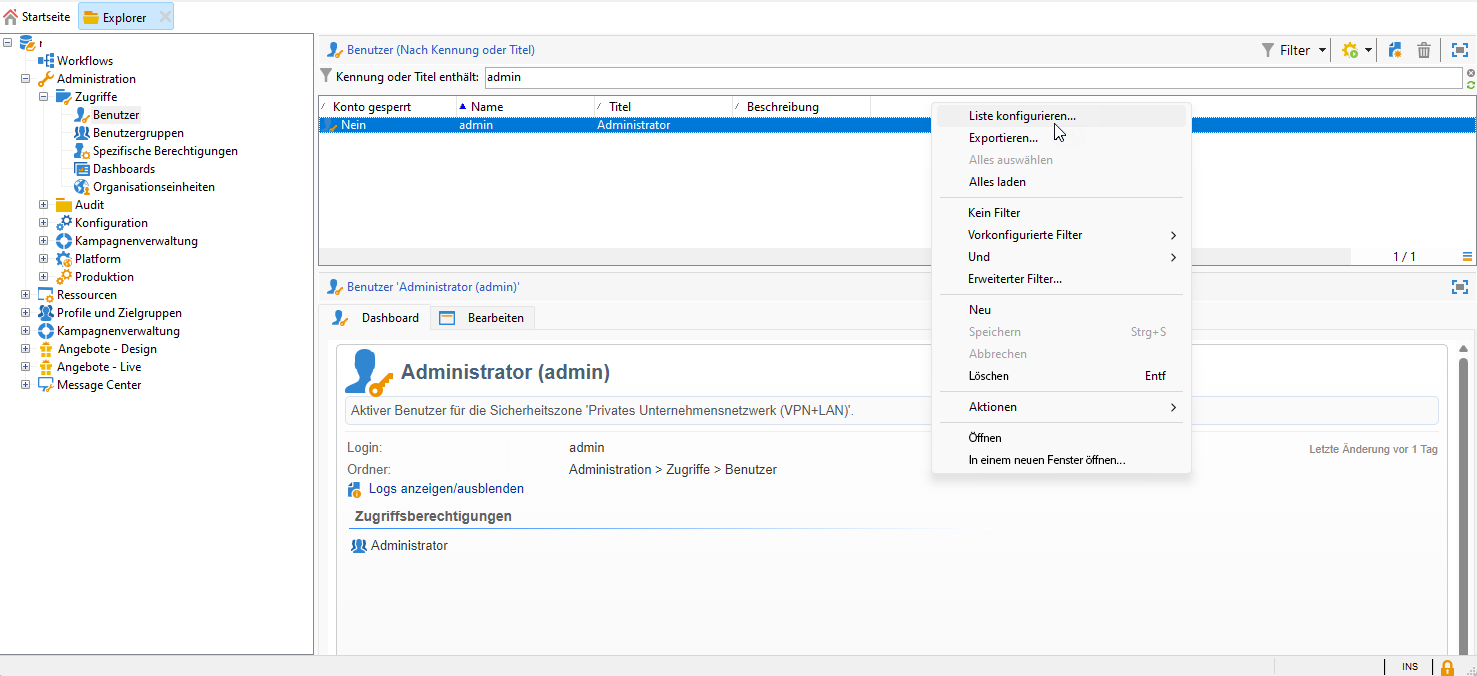 Startseite
Explorer
Workflows
Administration
Zugriffe
Benutzer
Benutzergruppen
Spezifische Berechtigungen
Dashboards
Organisationseinheiten
Audit
Konfiguration
Kampagnenverwaltung
Platform
Produktion
Ressourcen
Profile und Zielgruppen
Kampagnenverwaltung
Angebote - Design
Angebote - Live
Message Center
Benutzer (Nach Kennung oder Titel)
Filter
Kennung oder Titel enthält: admin
Konto gesperrt Name Titel Beschreibung
Nein admin Administrator
1 / 1
Liste konfigurieren...
Exportieren...
Alles auswählen
Alles laden
Kein Filter
Vorkonfigurierte Filter
Und
Erweiterter Filter...
Neu
Speichern Strg+S
Abbrechen
Löschen Entf
Aktionen
Öffnen
In einem neuen Fenster öffnen...
Benutzer 'Administrator (admin)'
Dashboard Bearbeiten
Administrator (admin)
Aktiver Benutzer für die Sicherheitszone 'Privates Unternehmensnetzwerk (VPN+LAN)'.
Login: admin
Letzte Änderung vor 1 Tag
Ordner: Administration > Zugriffe > Benutzer
Logs anzeigen/ausblenden
Zugriffsberechtigungen
Administrator
INS